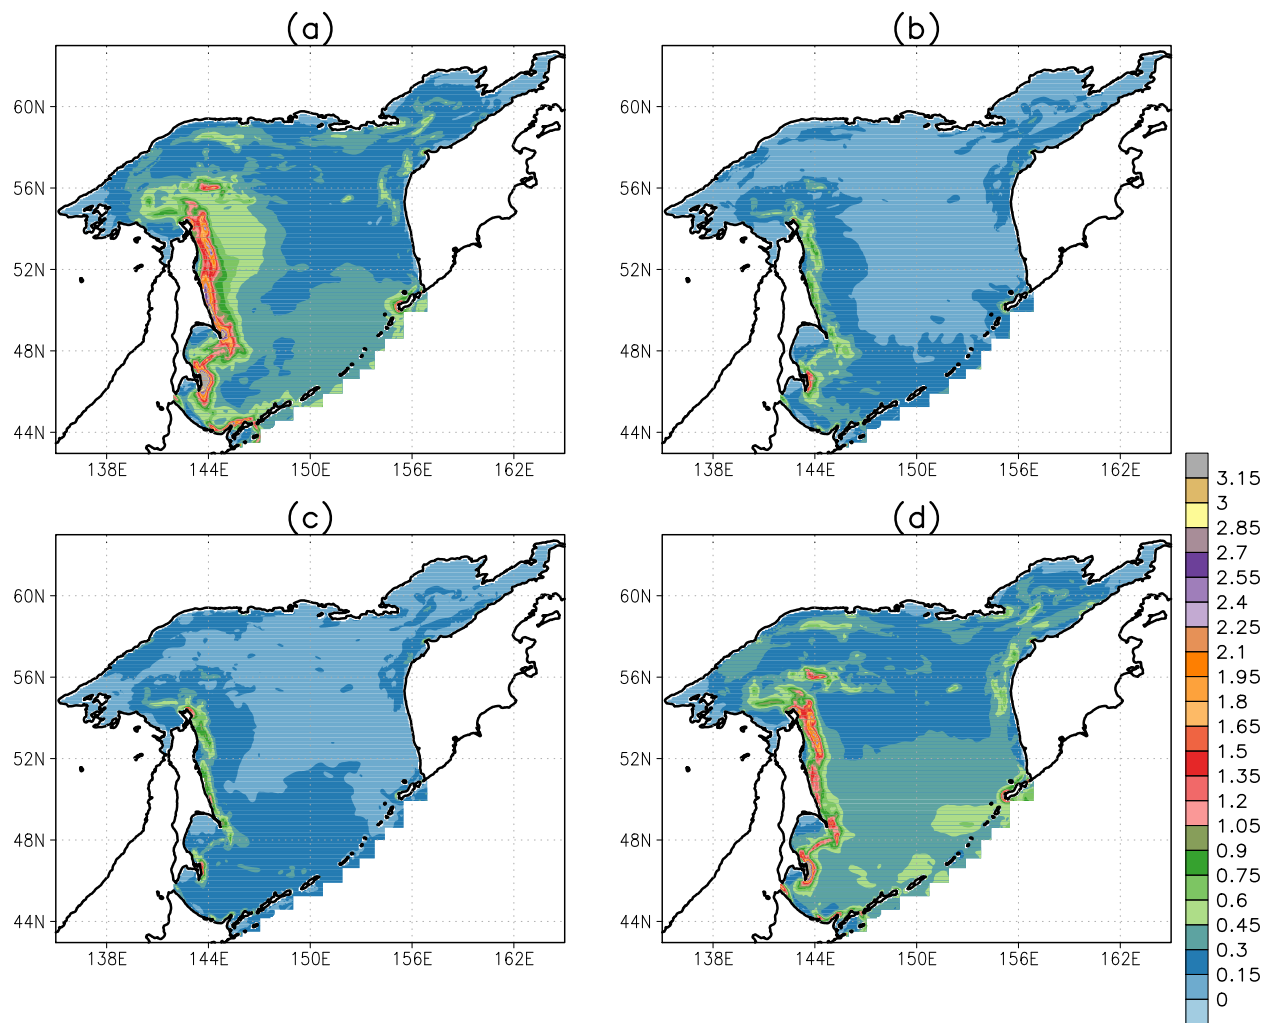 (a) (b)
60N 60N
56N 56N
52N 52N
48N 48N
44N 44N
138E 144E 150E 156E 162E 138E 144E 150E 156E 162E
(c) (d)
60N 60N
56N 56N
52N 52N
48N 48N
44N 44N
138E 144E 150E 156E 162E 138E 144E 150E 156E 162E
3.15
3
2.85
2.7
2.55
2.4
2.25
2.1
1.95
1.8
1.65
1.5
1.35
1.2
1.05
0.9
0.75
0.6
0.45
0.3
0.15
0